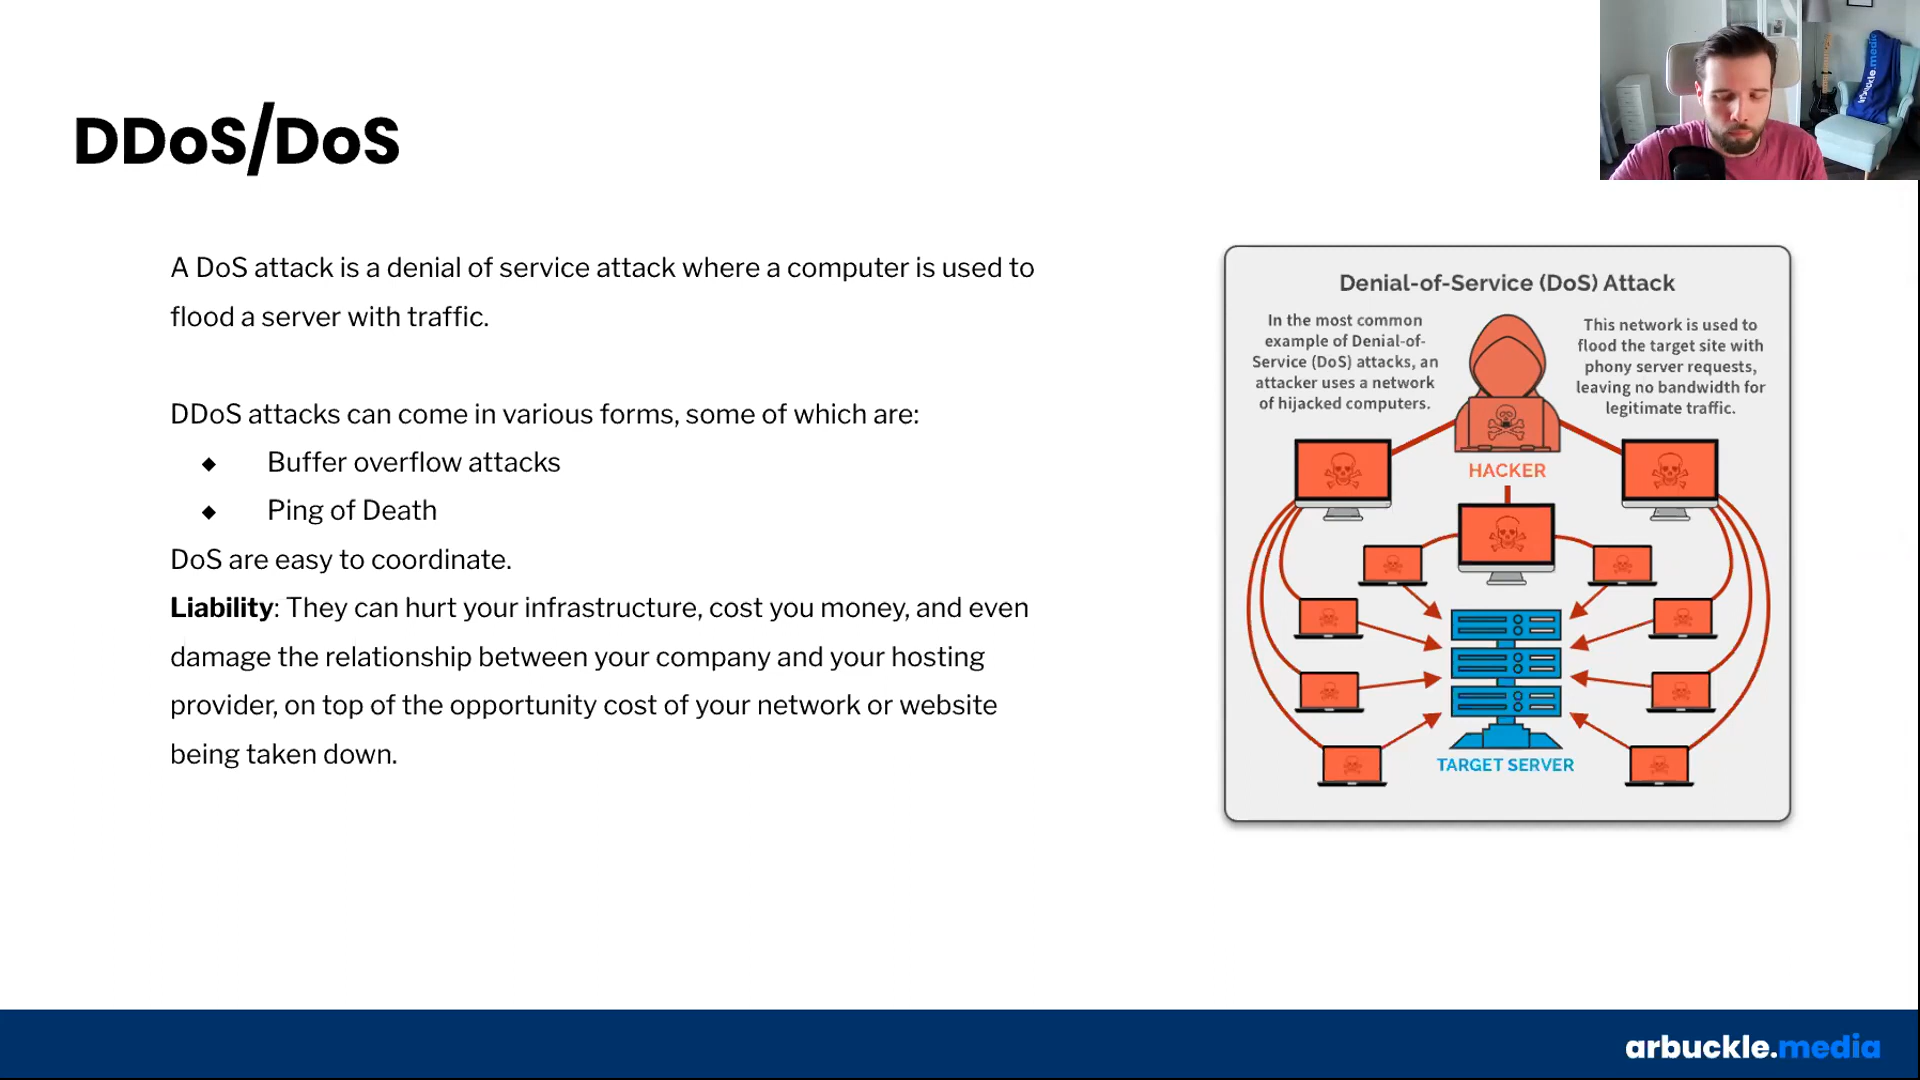 DDoS/DoS
A DoS attack is a denial of service attack where a computer is used to
flood a server with traffic.
DDoS attacks can come in various forms, some of which are:
◆ Buffer overflow attacks
◆ Ping of Death
DoS are easy to coordinate.
Liability: They can hurt your infrastructure, cost you money, and even
damage the relationship between your company and your hosting
provider, on top of the opportunity cost of your network or website
being taken down.
Denial-of-Service (DoS) Attack
In the most common
example of Denial-of-
Service (DoS) attacks, an
attacker uses a network
of hijacked computers.
This network is used to
flood the target site with
phony server requests,
leaving no bandwidth for
legitimate traffic.
HACKER
TARGET SERVER
arbuckle.media
arbuckle.media